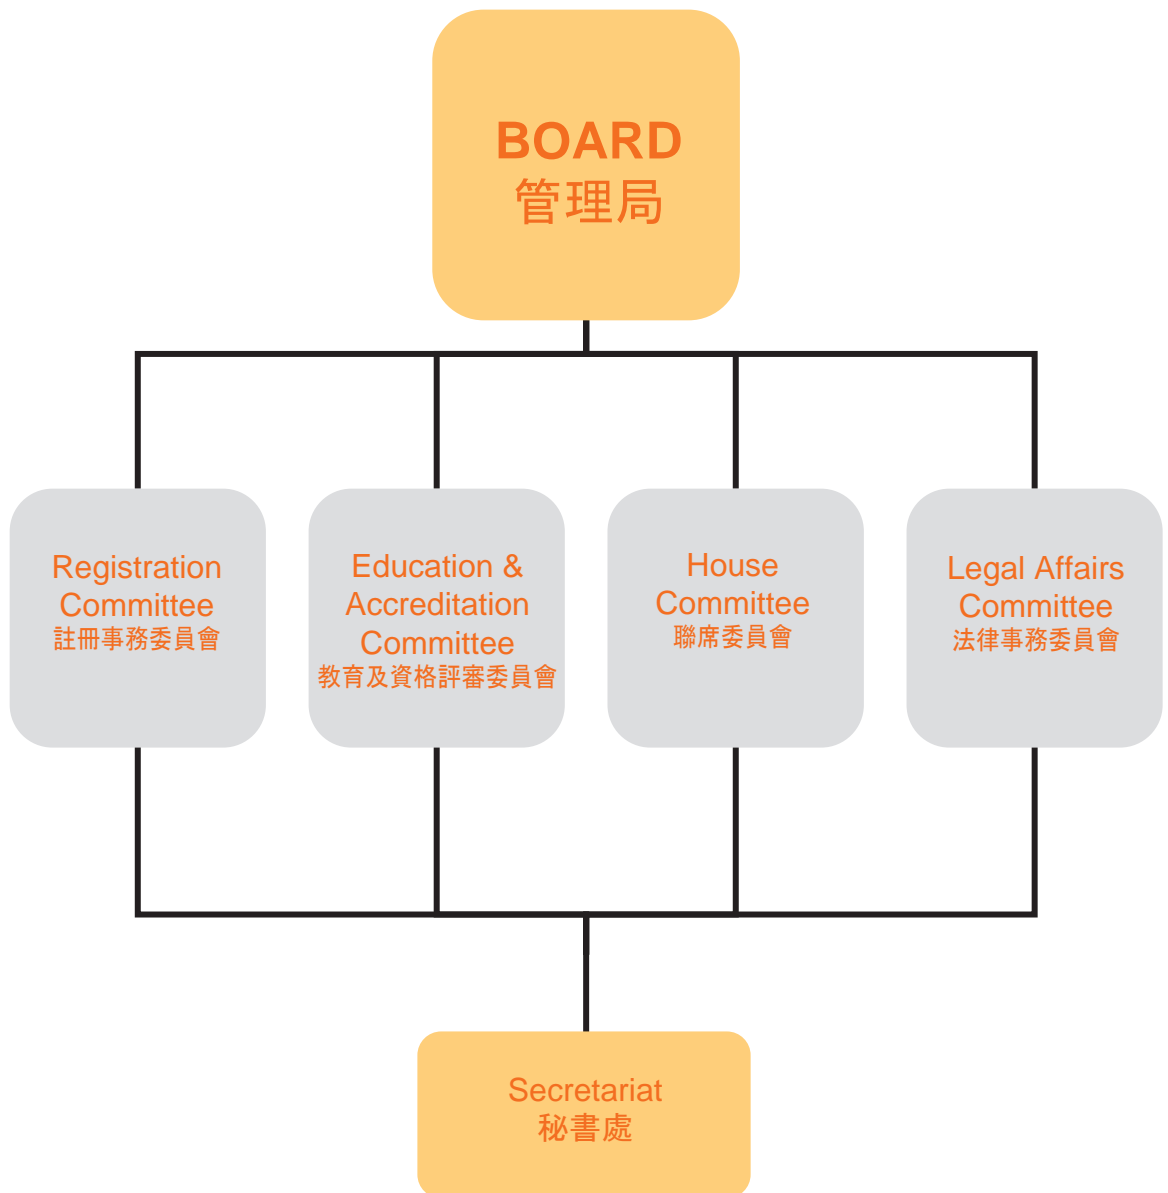 BOARD
管理局
Registration
Committee
註冊事務委員會
Education &
Accreditation
Committee
教育及資格評審委員會
House
Committee
聯席委員會
Legal Affairs
Committee
法律事務委員會
Secretariat
秘書處